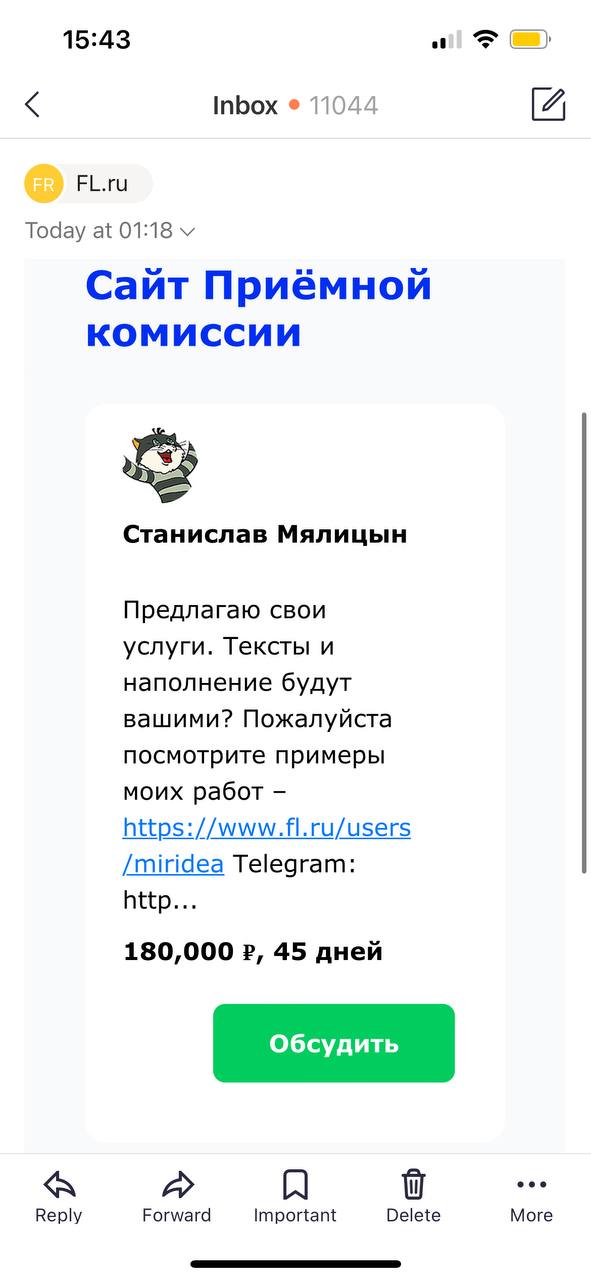 15:43
Inbox • 11044
FR FL.ru
Today at 01:18
Сайт Приёмной
комиссии
Станислав Мялицын
Предлагаю свои
услуги. Тексты и
наполнение будут
вашими? Пожалуйста
посмотрите примеры
моих работ –
https://www.fl.ru/users
/miridea Telegram:
http...
180,000 ₽, 45 дней
Обсудить
Reply Forward Important Delete More